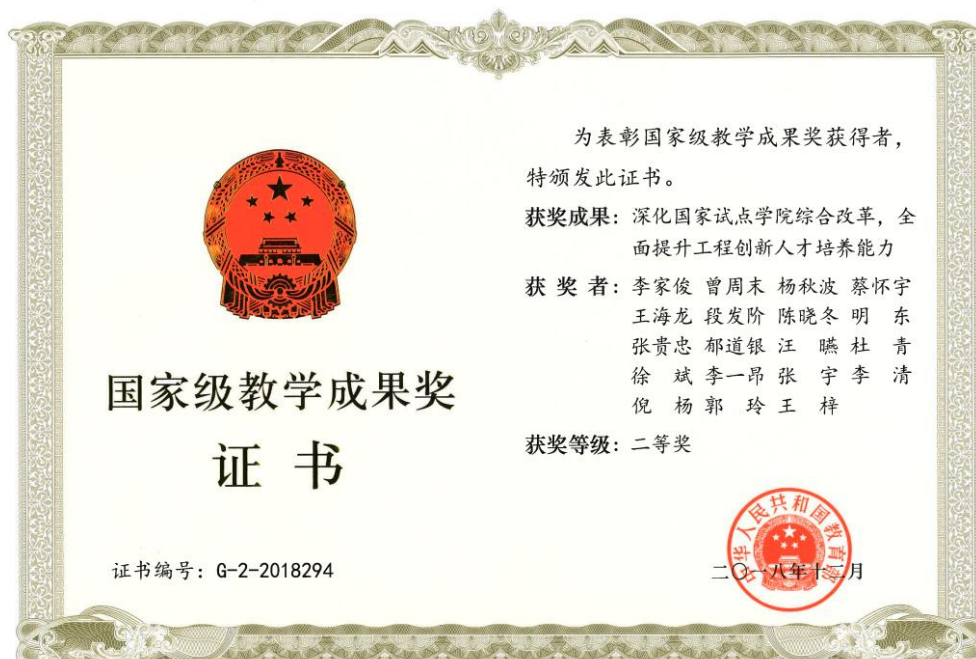 国家级教学成果奖
证书
证书编号：G-2-2018294
为表彰国家级教学成果奖获得者，
特颁发此证书。
获奖成果：深化国家试点学院综合改革，全
面提升工程创新人才培养能力
获奖者：李家俊 曾周末 杨秋波 蔡怀宇
王海龙 段发阶 陈晓冬 明东
张贵忠 郁道银 汪曣 杜青
徐斌 李一昂 张宇 李清
倪杨 郭玲 王梓
获奖等级：二等奖
中华人民共和国教育部
二〇一八年十二月